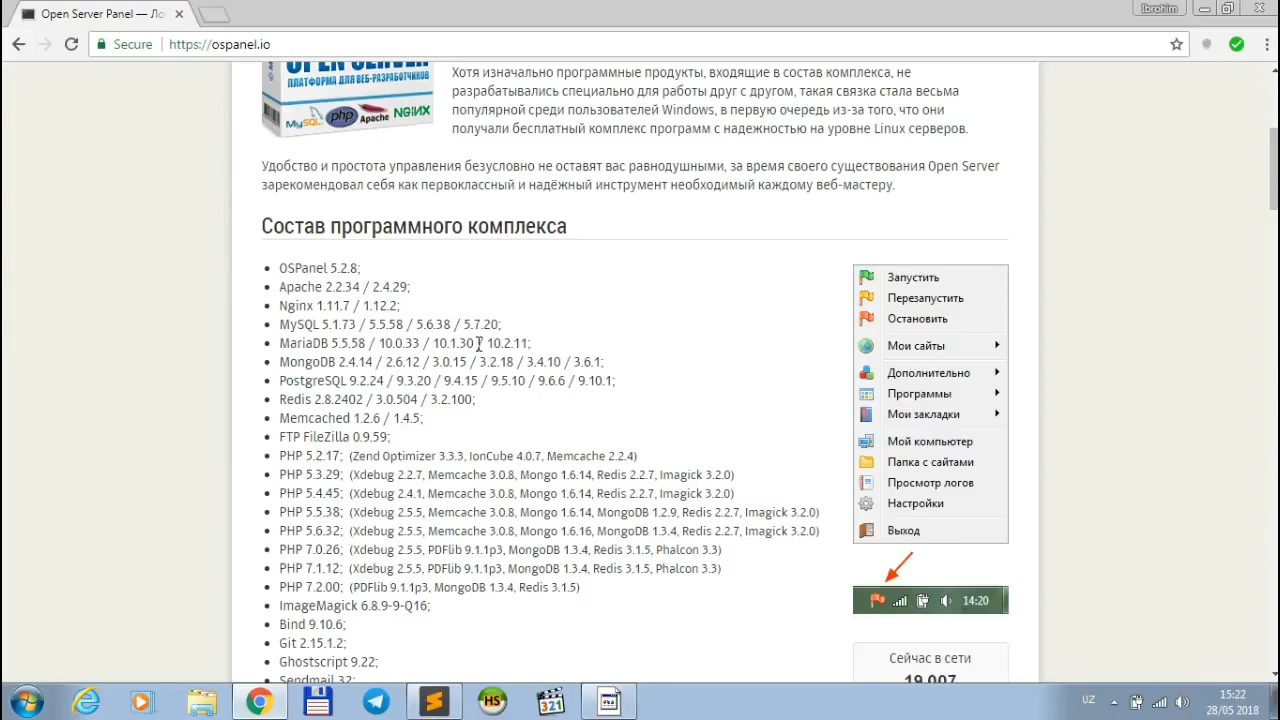 Open Server Panel — Ло
Ibrohim
Secure
https://ospanel.io
OPEN SERVER
ПЛАТФОРМА ДЛЯ ВЕБ-РАЗРАБОТЧИКОВ
MySQL php Apache NGINX
Хотя изначально программные продукты, входящие в состав комплекса, не
разрабатывались специально для работы друг с другом, такая связка стала весьма
популярной среди пользователей Windows, в первую очередь из-за того, что они
получали бесплатный комплекс программ с надежностью на уровне Linux серверов.
Удобство и простота управления безусловно не оставят вас равнодушными, за время своего существования Open Server
зарекомендовал себя как первоклассный и надёжный инструмент необходимый каждому веб-мастеру.
Состав программного комплекса
OSPanel 5.2.8;
Apache 2.2.34 / 2.4.29;
Nginx 1.11.7 / 1.12.2;
MySQL 5.1.73 / 5.5.58 / 5.6.38 / 5.7.20;
MariaDB 5.5.58 / 10.0.33 / 10.1.30 / 10.2.11;
MongoDB 2.4.14 / 2.6.12 / 3.0.15 / 3.2.18 / 3.4.10 / 3.6.1;
PostgreSQL 9.2.24 / 9.3.20 / 9.4.15 / 9.5.10 / 9.6.6 / 9.10.1;
Redis 2.8.2402 / 3.0.504 / 3.2.100;
Memcached 1.2.6 / 1.4.5;
FTP FileZilla 0.9.59;
PHP 5.2.17; (Zend Optimizer 3.3.3, IonCube 4.0.7, Memcache 2.2.4)
PHP 5.3.29; (Xdebug 2.2.7, Memcache 3.0.8, Mongo 1.6.14, Redis 2.2.7, Imagick 3.2.0)
PHP 5.4.45; (Xdebug 2.4.1, Memcache 3.0.8, Mongo 1.6.14, Redis 2.2.7, Imagick 3.2.0)
PHP 5.5.38; (Xdebug 2.5.5, Memcache 3.0.8, Mongo 1.6.14, MongoDB 1.2.9, Redis 2.2.7, Imagick 3.2.0)
PHP 5.6.32; (Xdebug 2.5.5, Memcache 3.0.8, Mongo 1.6.16, MongoDB 1.3.4, Redis 2.2.7, Imagick 3.2.0)
PHP 7.0.26; (Xdebug 2.5.5, PDFlib 9.1.1p3, MongoDB 1.3.4, Redis 3.1.5, Phalcon 3.3)
PHP 7.1.12; (Xdebug 2.5.5, PDFlib 9.1.1p3, MongoDB 1.3.4, Redis 3.1.5, Phalcon 3.3)
PHP 7.2.00; (PDFlib 9.1.1p3, MongoDB 1.3.4, Redis 3.1.5)
ImageMagick 6.8.9-9-Q16;
Bind 9.10.6;
Git 2.15.1.2;
Ghostscript 9.22;
Sendmail 32;
Запустить
Перезапустить
Остановить
Мои сайты
Дополнительно
Программы
Мои закладки
Мой компьютер
Папка с сайтами
Просмотр логов
Настройки
Выход
14:20
Сейчас в сети
19 007
HS
321
UZ
15:22
28/05 2018